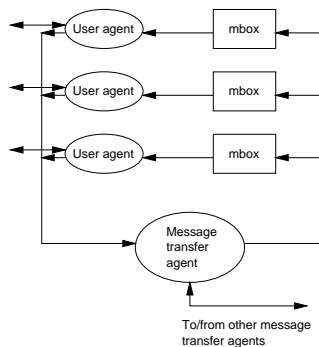 User agent
mbox
User agent
mbox
User agent
mbox
Message
transfer
agent
To/from other message
transfer agents